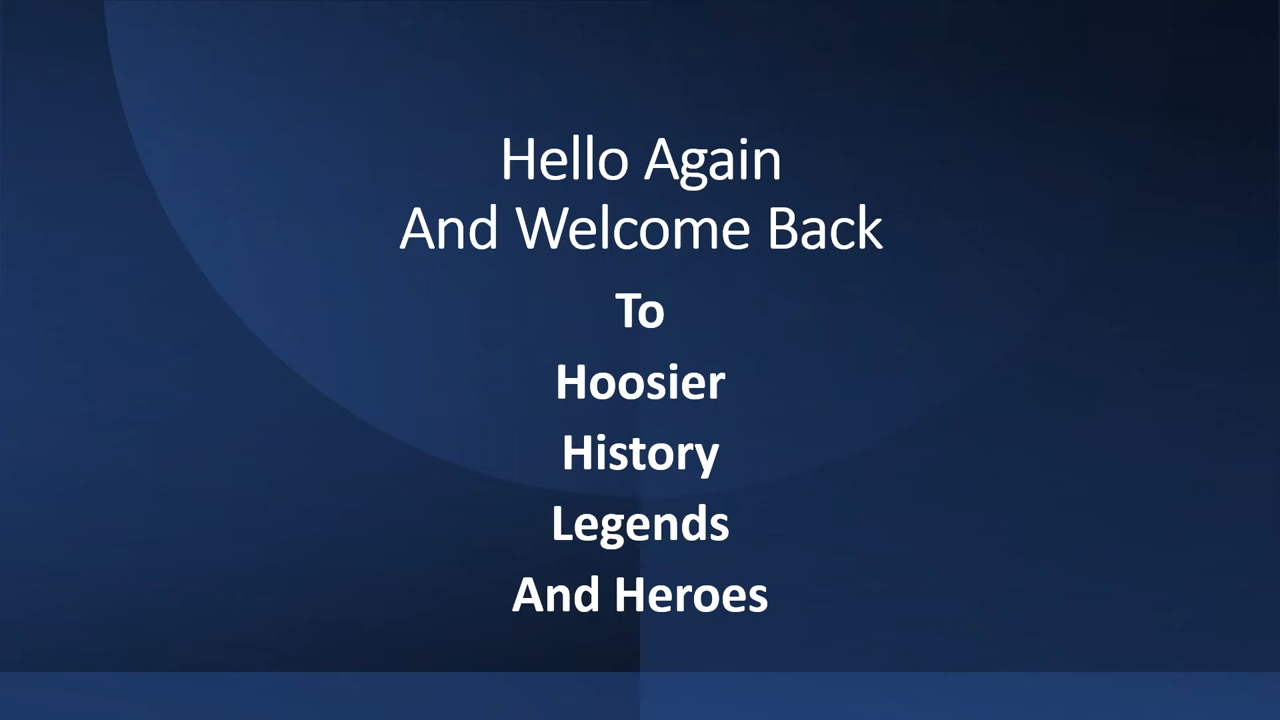 Hello Again
And Welcome Back
To
Hoosier
History
Legends
And Heroes